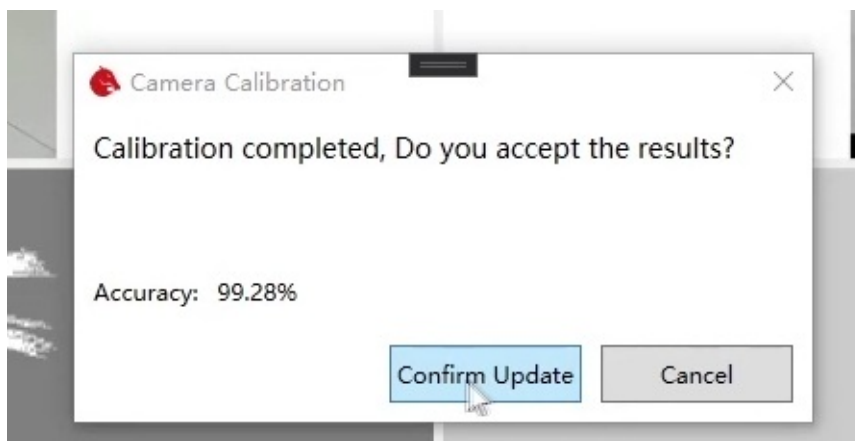 Camera Calibration
Calibration completed, Do you accept the results?
Accuracy: 99.28%
Confirm Update
Cancel